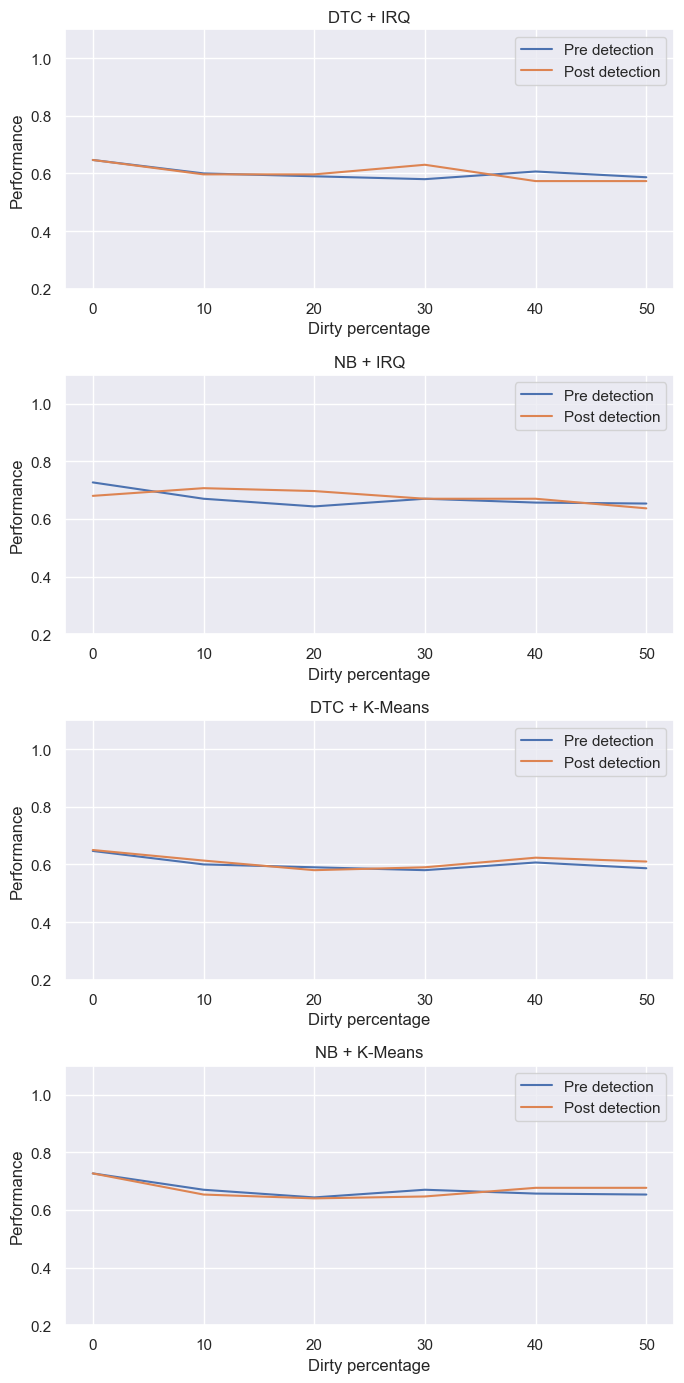 DTC + IRQ
Pre detection
Post detection
Performance
1.0
0.8
0.6
0.4
0.2
0 10 20 30 40 50
Dirty percentage
NB + IRQ
Pre detection
Post detection
Performance
1.0
0.8
0.6
0.4
0.2
0 10 20 30 40 50
Dirty percentage
DTC + K-Means
Pre detection
Post detection
Performance
1.0
0.8
0.6
0.4
0.2
0 10 20 30 40 50
Dirty percentage
NB + K-Means
Pre detection
Post detection
Performance
1.0
0.8
0.6
0.4
0.2
0 10 20 30 40 50
Dirty percentage